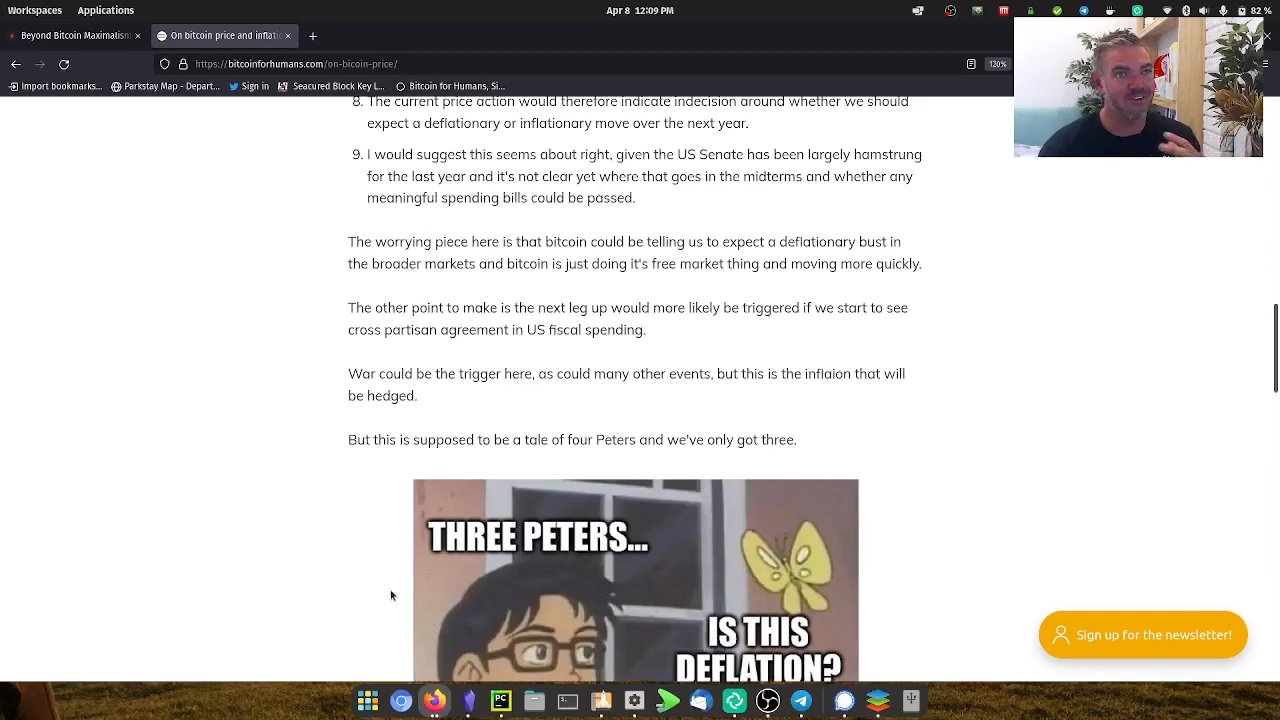 Workspaces Applications Apr 8 12:09 PM 82 %
Beyond Bitcoin Maximalism On bitcoin price and inflati
https://bitcoinforhumans.com/on-bicoin-price/ 120%
Import bookmarks... Parkstay Map - Depart... Sign in Seacured Block Key L... Bitcoin for Humans, Si...
8. The current price action would therefore indicate indecision around whether we should
expect a deflationary or inflationary move over the next year.
9. I would suggest this seems about right, given the US Senate has been largely hamstrung
for the last year and it's not clear yet where that goes in the midterms and whether any
meaningful spending bills could be passed.
The worrying piece here is that bitcoin could be telling us to expect a deflationary bust in
the broader markets and bitcoin is just doing it's free market thing and moving more quickly.
The other point to make is the next leg up would more likely be triggered if we start to see
cross partisan agreement in US fiscal spending.
War could be the trigger here, as could many other events, but this is the inflaion that will
be hedged.
But this is supposed to be a tale of four Peters and we've only got three.
THREE PETERS...
IS THIS
DEFLATION?
Sign up for the newsletter!